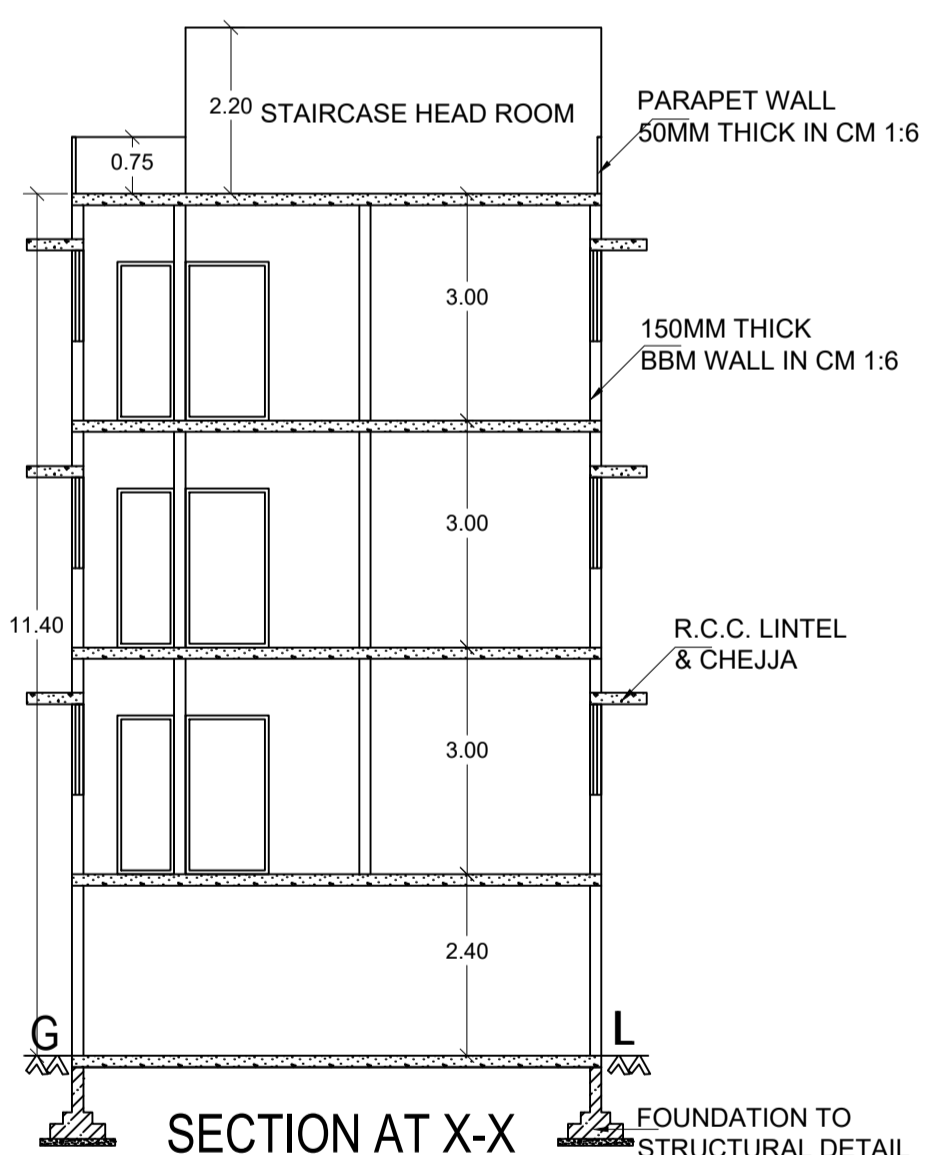 2.20 STAIRCASE HEAD ROOM
PARAPET WALL
50MM THICK IN CM 1:6
0.75
3.00
150MM THICK
BBM WALL IN CM 1:6
3.00
11.40
R.C.C. LINTEL
& CHEJJA
3.00
2.40
G L
SECTION AT X-X
FOUNDATION TO
STRUCTURAL DETAIL